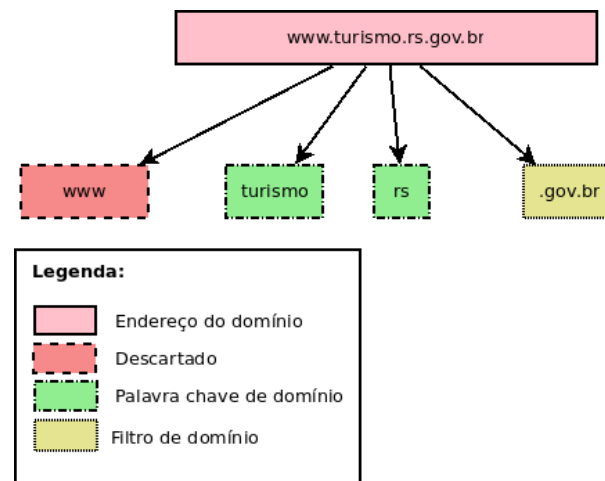 www.turismo.rs.gov.br
www
turismo
rs
.gov.br
Legenda:
Endereço do domínio
Descartado
Palavra chave de domínio
Filtro de domínio